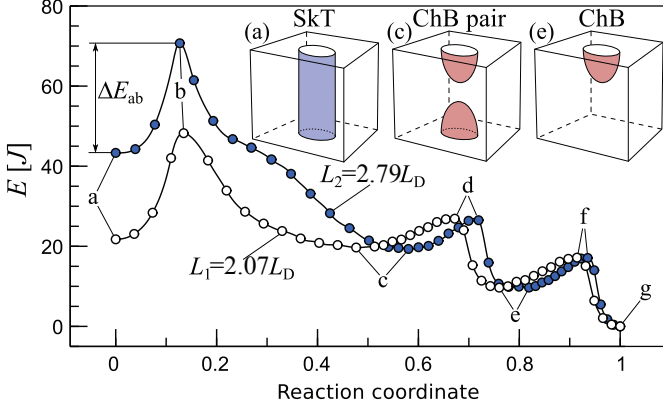 80
60
40
20
0
E [J]
0
0.2
0.4
0.6
0.8
1
Reaction coordinate
(a)
SkT
(c)
ChB pair
(e)
ChB
ΔE_ab
a
b
L₂=2.79L_D
L₁=2.07L_D
c
d
e
f
g